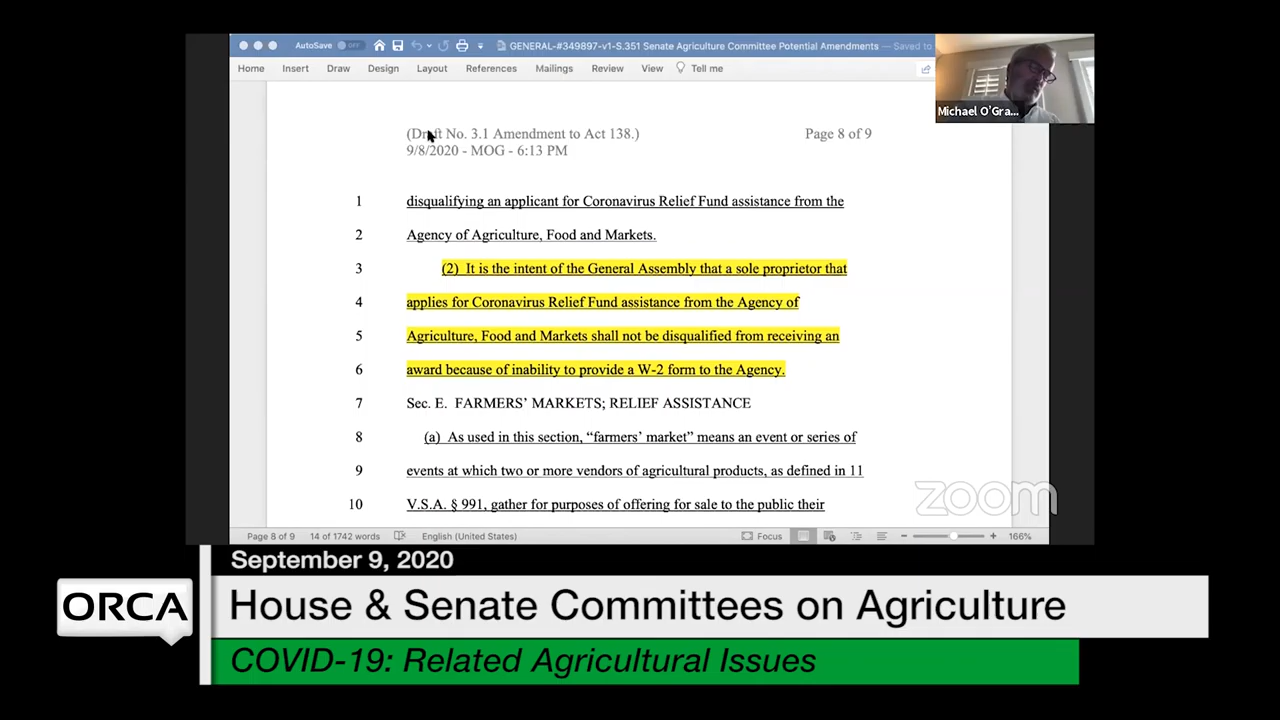 AutoSave OFF GENERAL-#349897-v1-S.351 Senate Agriculture Committee Potential Amendments — Saved to
Home Insert Draw Design Layout References Mailings Review View Tell me
Michael O'Gra...
(Draft No. 3.1 Amendment to Act 138.) Page 8 of 9
9/8/2020 - MOG - 6:13 PM
1 disqualifying an applicant for Coronavirus Relief Fund assistance from the
2 Agency of Agriculture, Food and Markets.
3 (2) It is the intent of the General Assembly that a sole proprietor that
4 applies for Coronavirus Relief Fund assistance from the Agency of
5 Agriculture, Food and Markets shall not be disqualified from receiving an
6 award because of inability to provide a W-2 form to the Agency.
7 Sec. E. FARMERS' MARKETS; RELIEF ASSISTANCE
8 (a) As used in this section, “farmers' market” means an event or series of
9 events at which two or more vendors of agricultural products, as defined in 11
10 V.S.A. § 991, gather for purposes of offering for sale to the public their
zoom
Page 8 of 9 14 of 1742 words English (United States) Focus 166%
September 9, 2020
ORCA
House & Senate Committees on Agriculture
COVID-19: Related Agricultural Issues